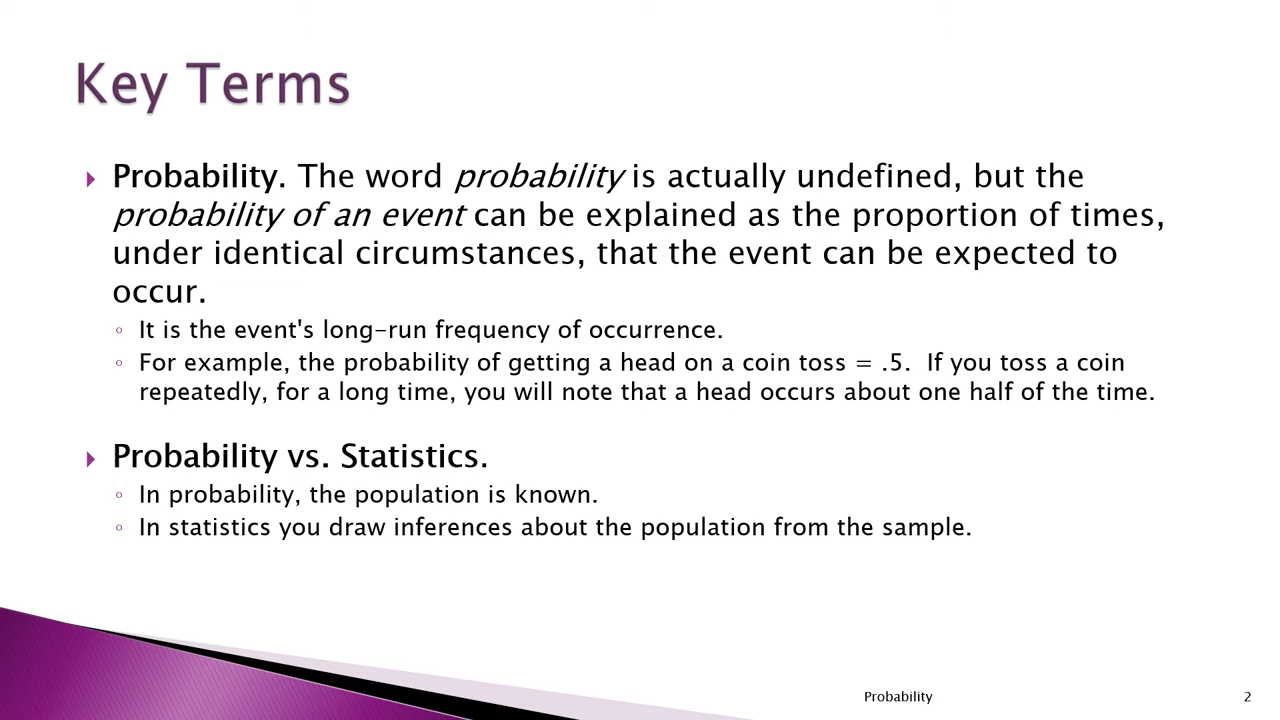 Key Terms
Probability. The word probability is actually undefined, but the
probability of an event can be explained as the proportion of times,
under identical circumstances, that the event can be expected to
occur.
It is the event's long-run frequency of occurrence.
For example, the probability of getting a head on a coin toss = .5.  If you toss a coin
repeatedly, for a long time, you will note that a head occurs about one half of the time.
Probability vs. Statistics.
In probability, the population is known.
In statistics you draw inferences about the population from the sample.
Probability
2